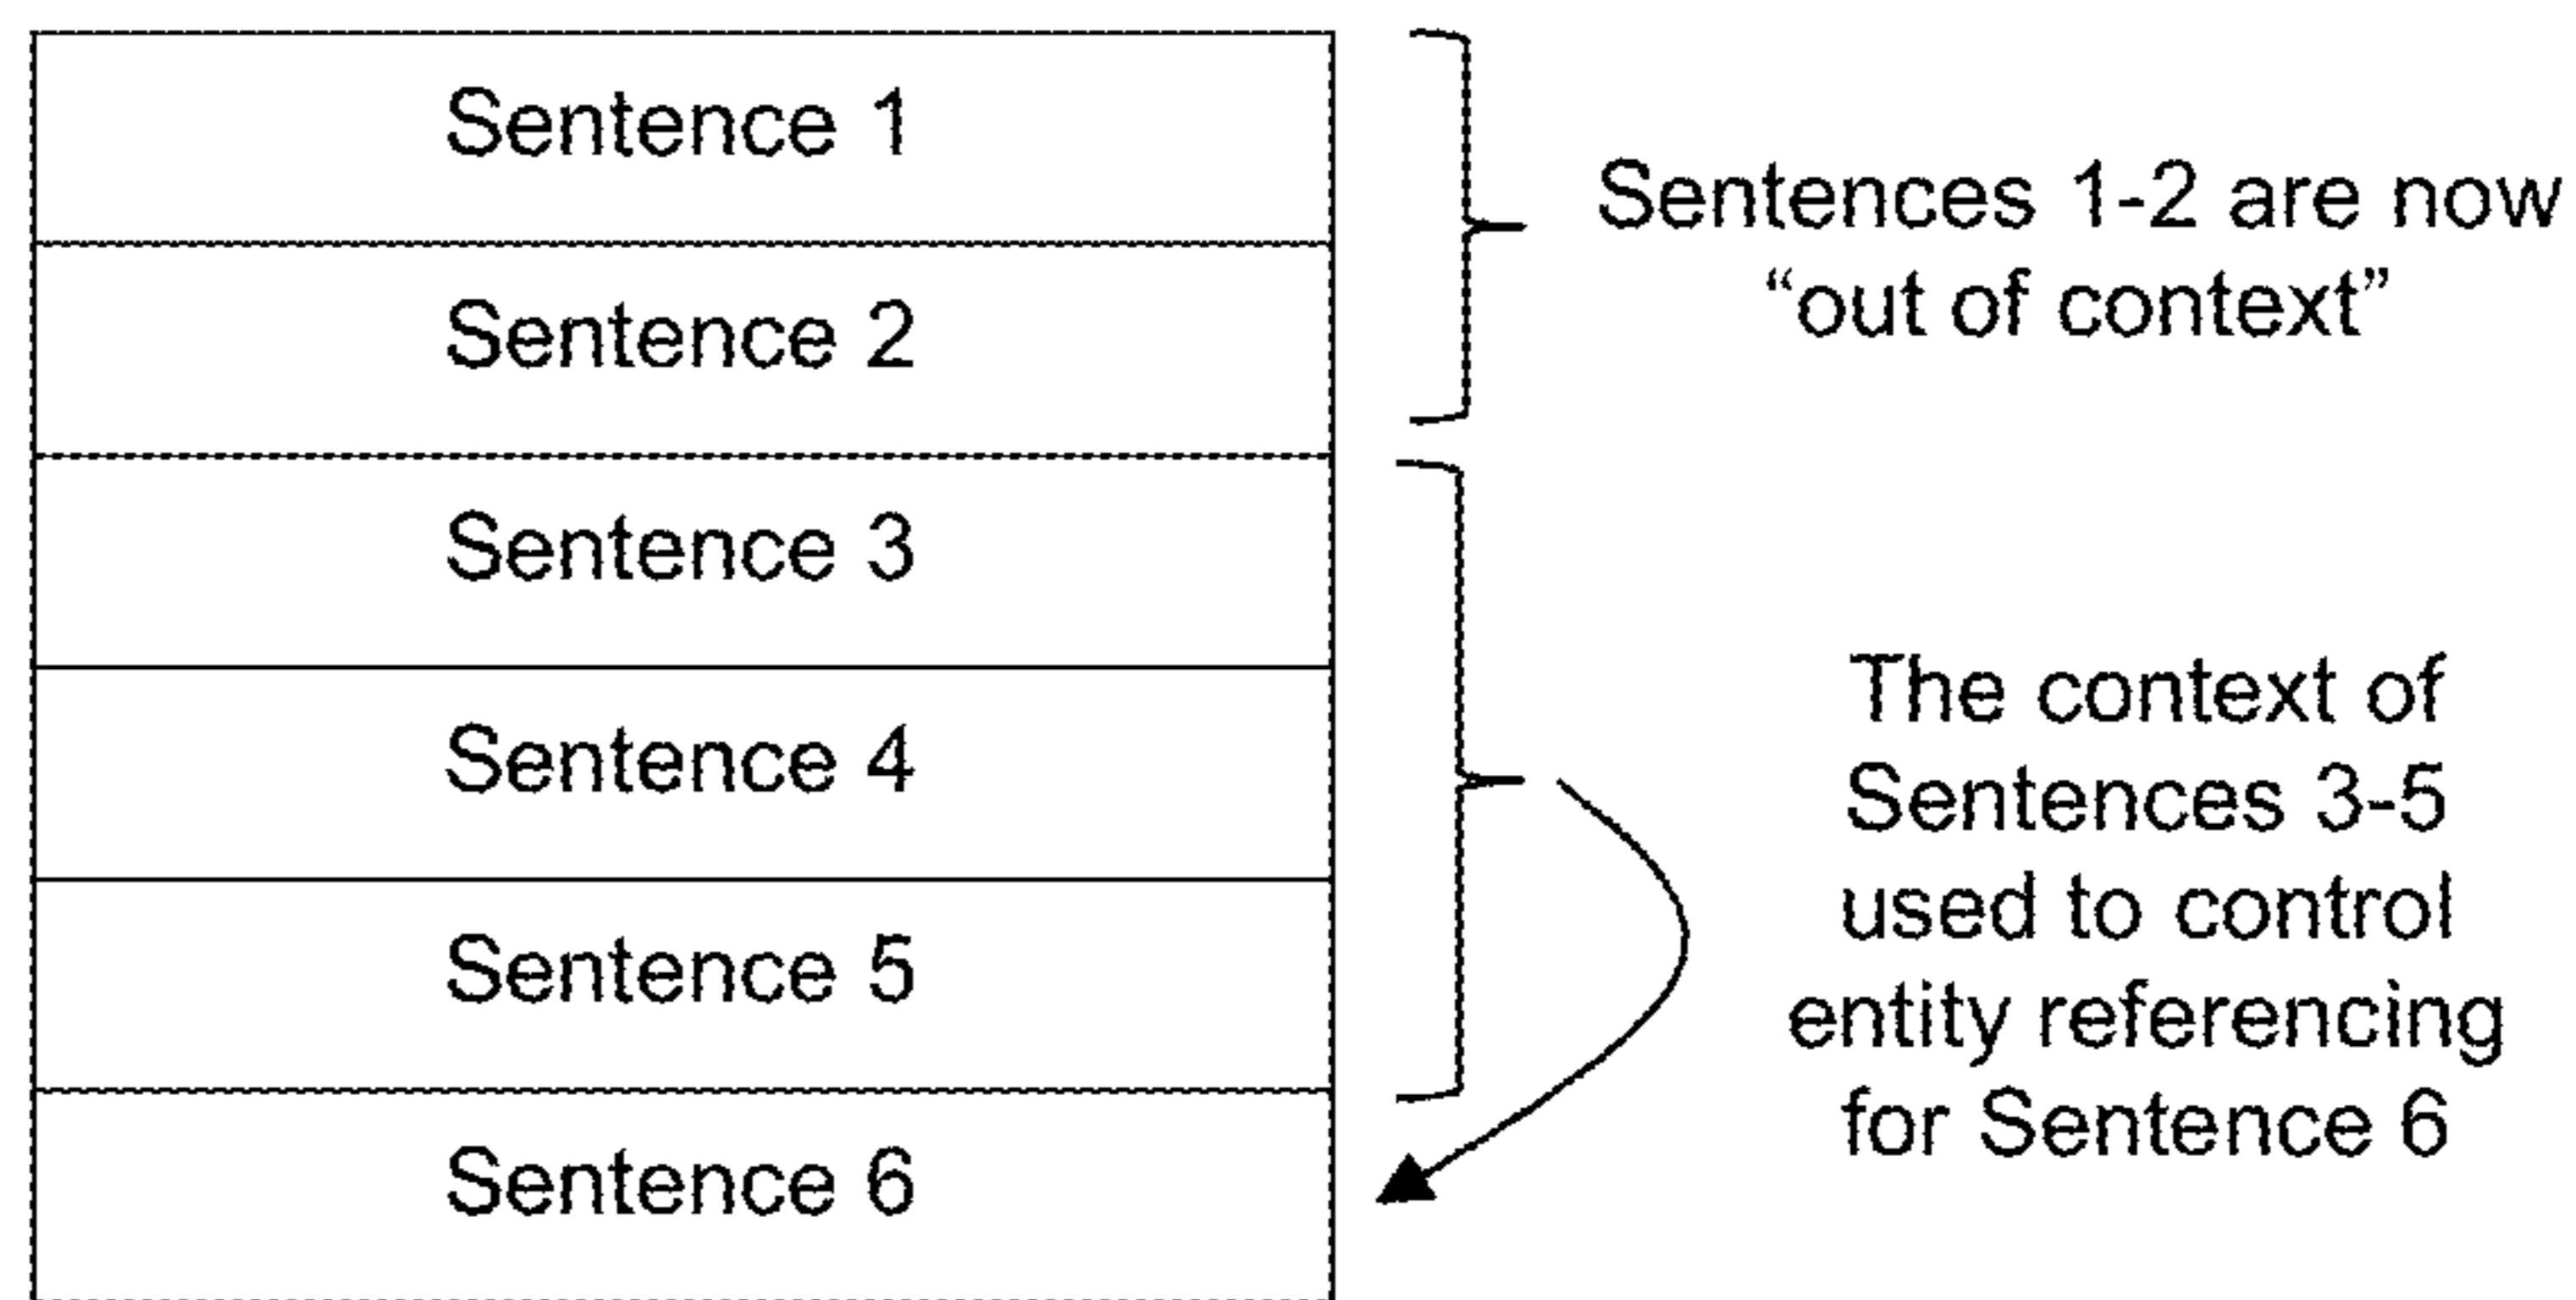 Sentence 1
Sentence 2
Sentence 3
Sentence 4
Sentence 5
Sentence 6
Sentences 1-2 are now
“out of context”
The context of
Sentences 3-5
used to control
entity referencing
for Sentence 6